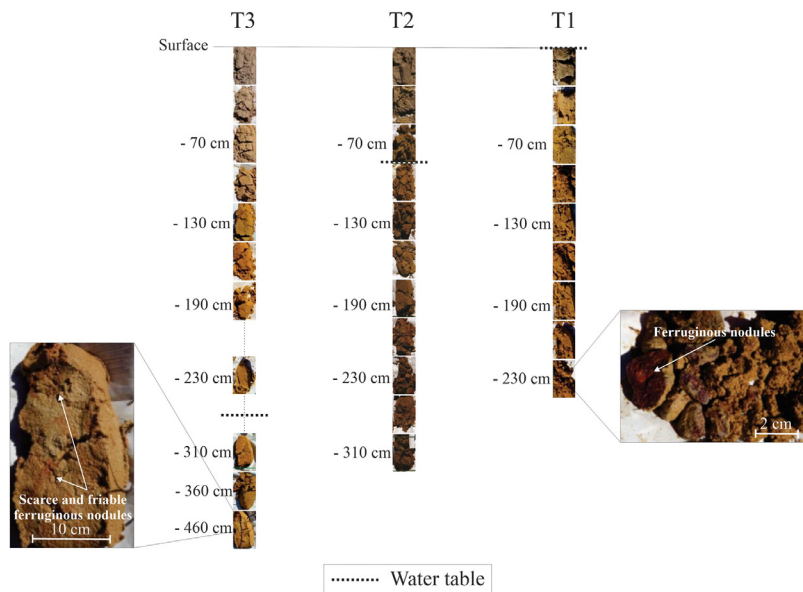 T3
T2
T1
Surface
- 70 cm
- 130 cm
- 190 cm
- 230 cm
- 310 cm
- 360 cm
- 460 cm
- 70 cm
- 130 cm
- 190 cm
- 230 cm
- 310 cm
- 70 cm
- 130 cm
- 190 cm
- 230 cm
Scarce and friable
ferruginous nodules
10 cm
Ferruginous nodules
2 cm
Water table